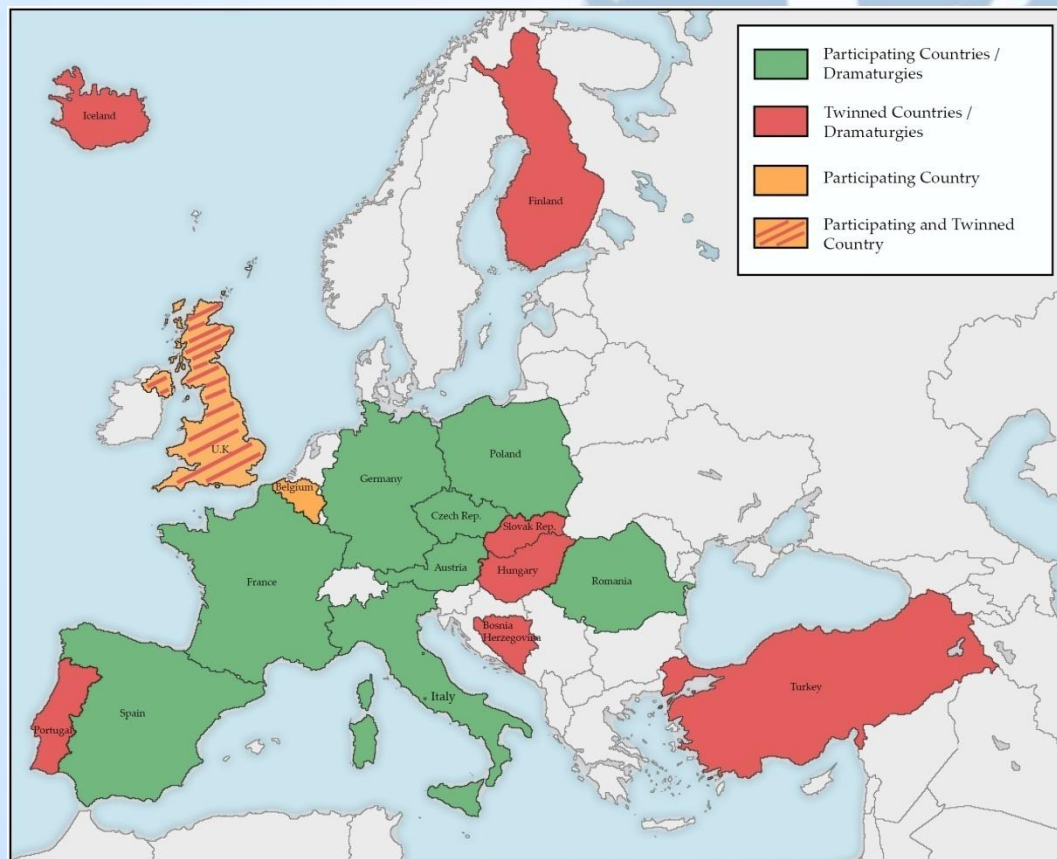 Participating Countries /
Dramaturgies
Twinned Countries /
Dramaturgies
Participating Country
Participating and Twinned
Country
Iceland
Finland
U.K
Belgium
Germany
Poland
Czech Rep.
Slovak Rep.
Austria
Hungary
France
Romania
Bosnia
Herzegovina
Italy
Turkey
Spain
Portugal